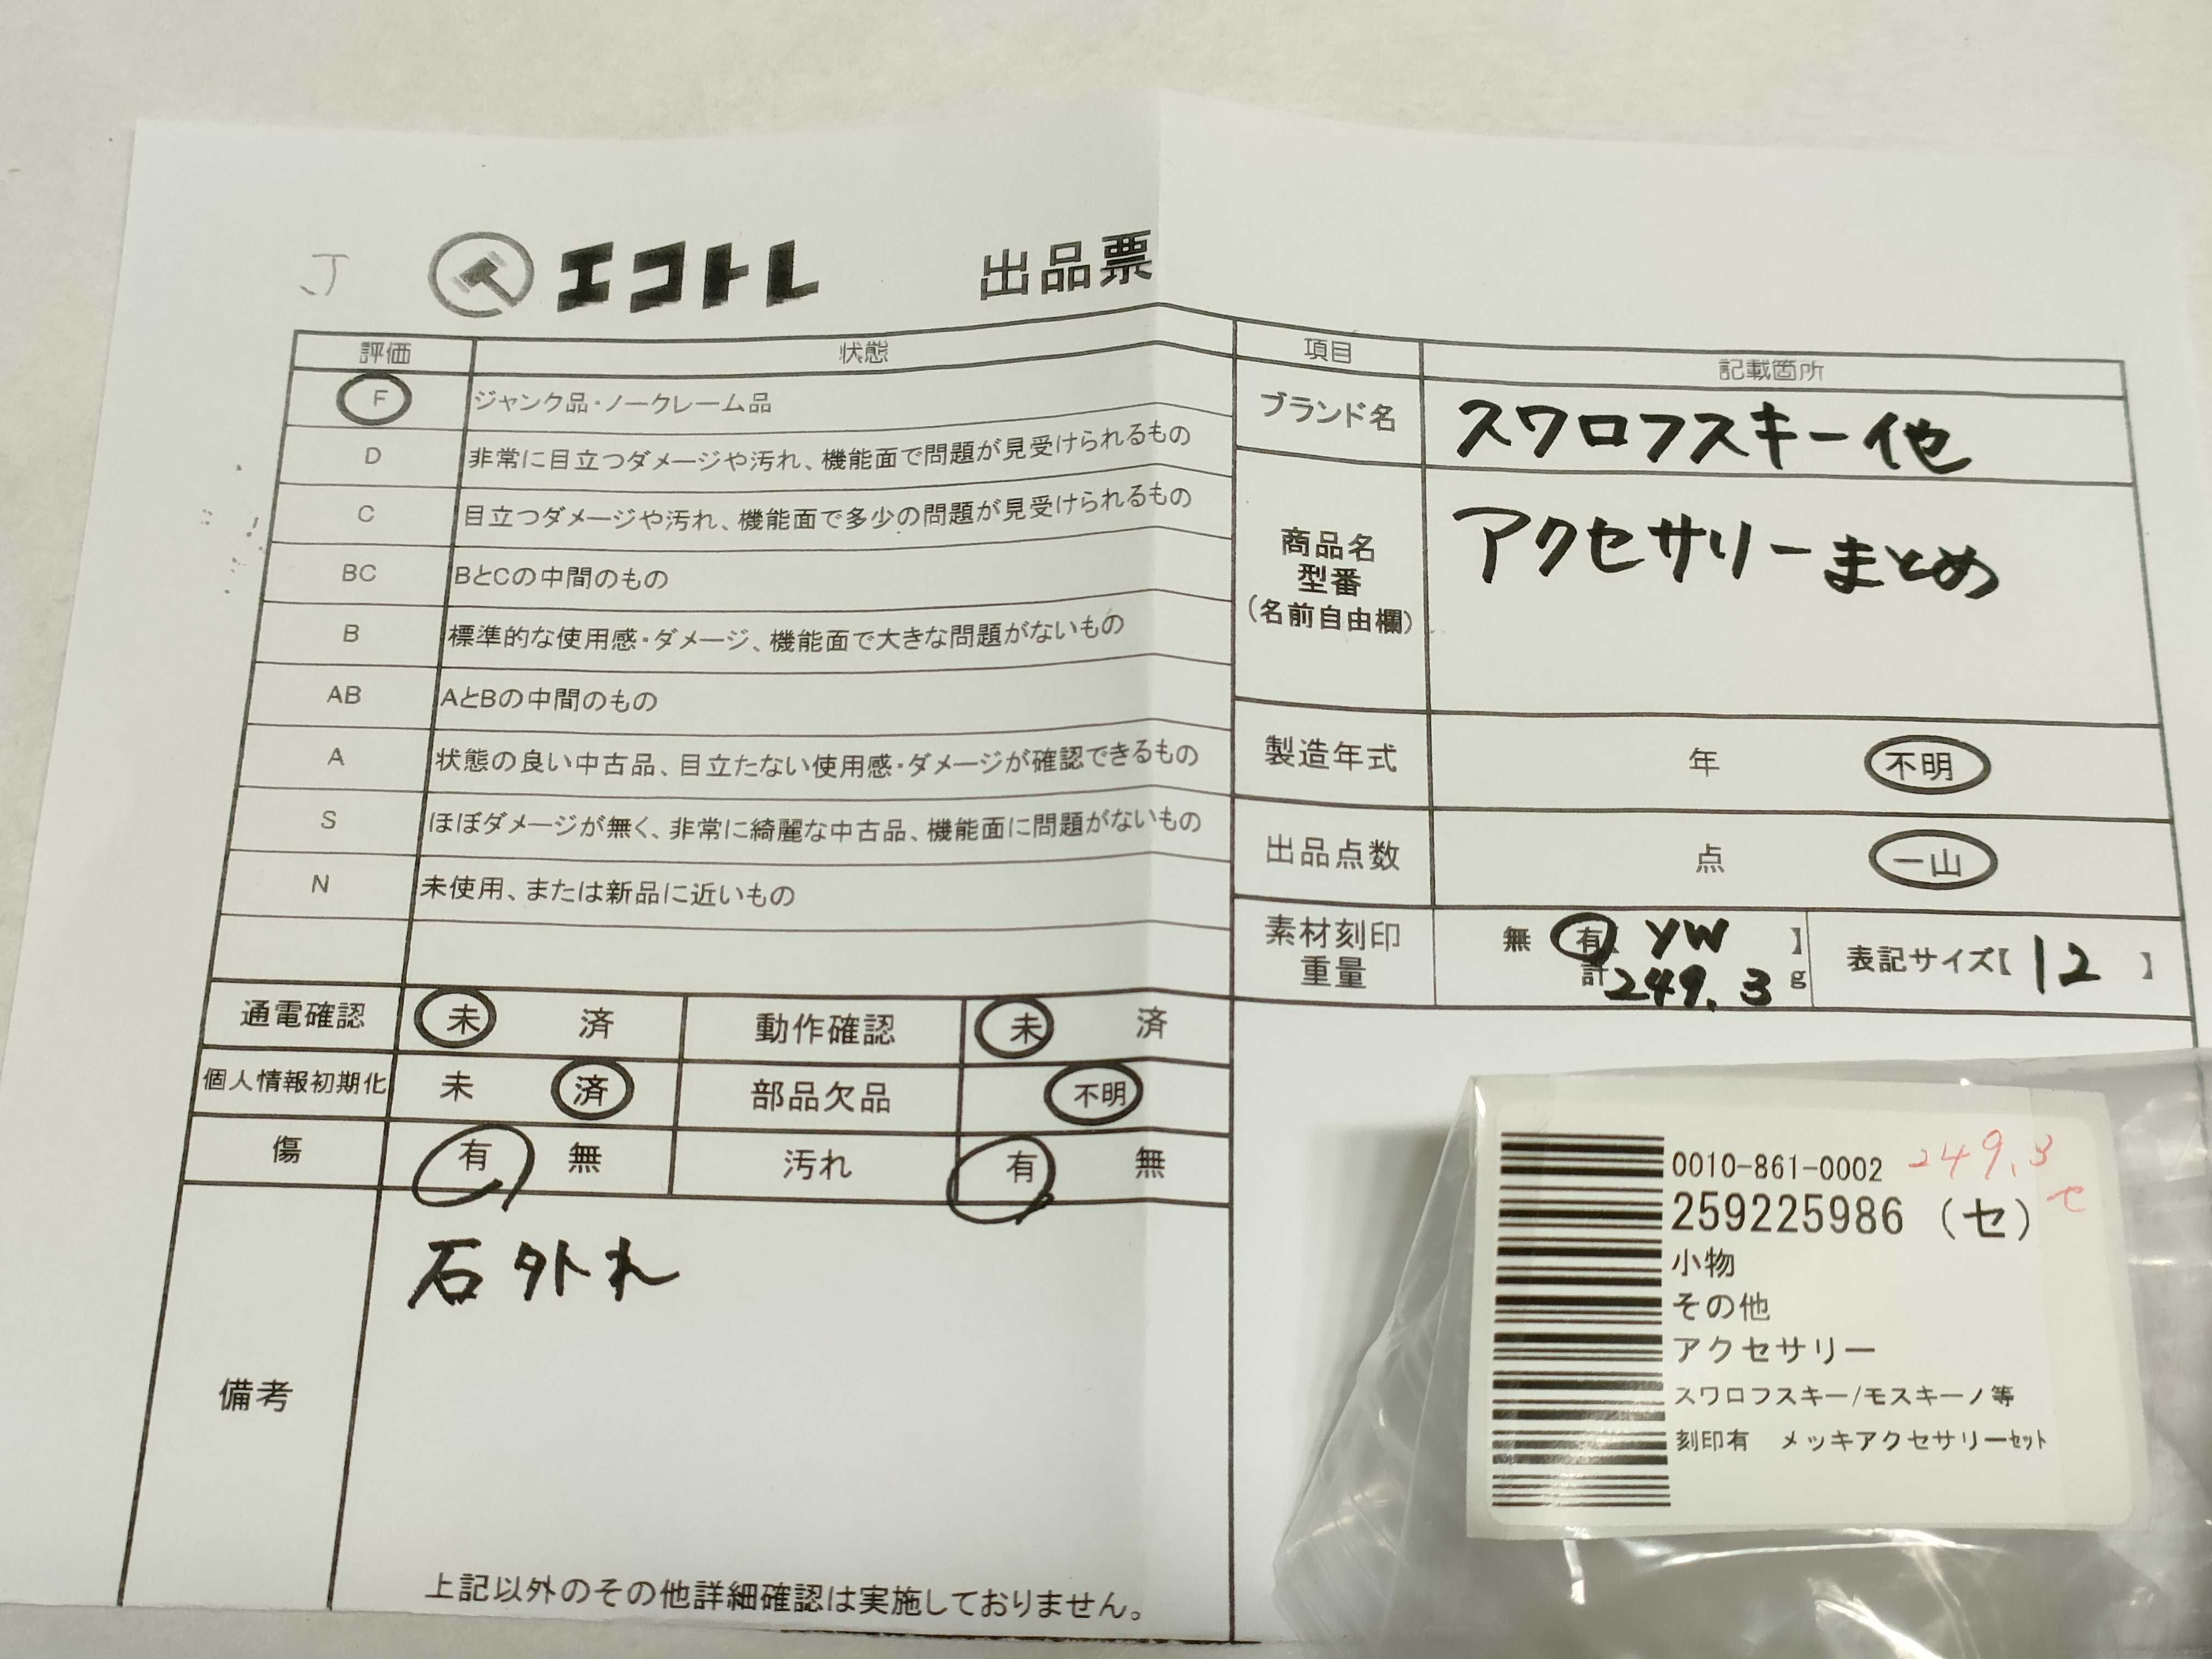 J
エコトレ 出品票
評価 状態
F ジャンク品・ノークレーム品
D 非常に目立つダメージや汚れ、機能面で問題が見受けられるもの
C 目立つダメージや汚れ、機能面で多少の問題が見受けられるもの
BC BとCの中間のもの
B 標準的な使用感・ダメージ、機能面で大きな問題がないもの
AB AとBの中間のもの
A 状態の良い中古品、目立たない使用感・ダメージが確認できるもの
S ほぼダメージが無く、非常に綺麗な中古品、機能面に問題がないもの
N 未使用、または新品に近いもの
通電確認 未 済 動作確認 未 済
個人情報初期化 未 済 部品欠品 不明
傷 有 無 汚れ 有 無
備考
石外れ
上記以外のその他詳細確認は実施しておりません。
項目 記載箇所
ブランド名 スワロフスキー他
商品名
型番
(名前自由欄)
アクセサリーまとめ
製造年式 年 不明
出品点数 点 一山
素材刻印
重量
無 有 YW 】
計 249.3 g
表記サイズ【 12 】
0010-861-0002 249.3
259225986 (セ) セ
小物
その他
アクセサリー
スワロフスキー/モスキーノ等
刻印有 メッキアクセサリーセット